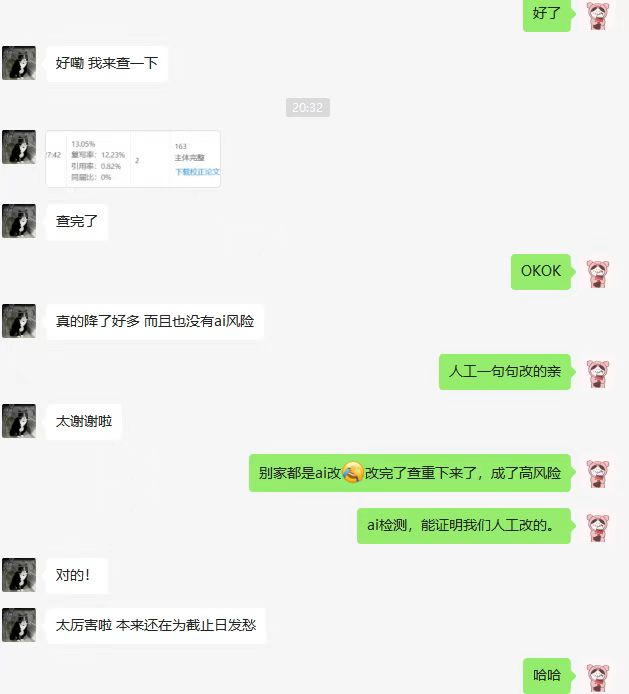 好了
好嘞 我来查一下
20:32
13.05%
复写率：12.23%
引用率：0.82%
同届比：0%
7:42
2
163
主体完整
下载校正论文
查完了
OKOK
真的降了好多 而且也没有ai风险
人工一句句改的亲
太谢谢啦
别家都是ai改😂改完了查重下来了，成了高风险
ai检测，能证明我们人工改的。
对的！
太厉害啦 本来还在为截止日发愁
哈哈